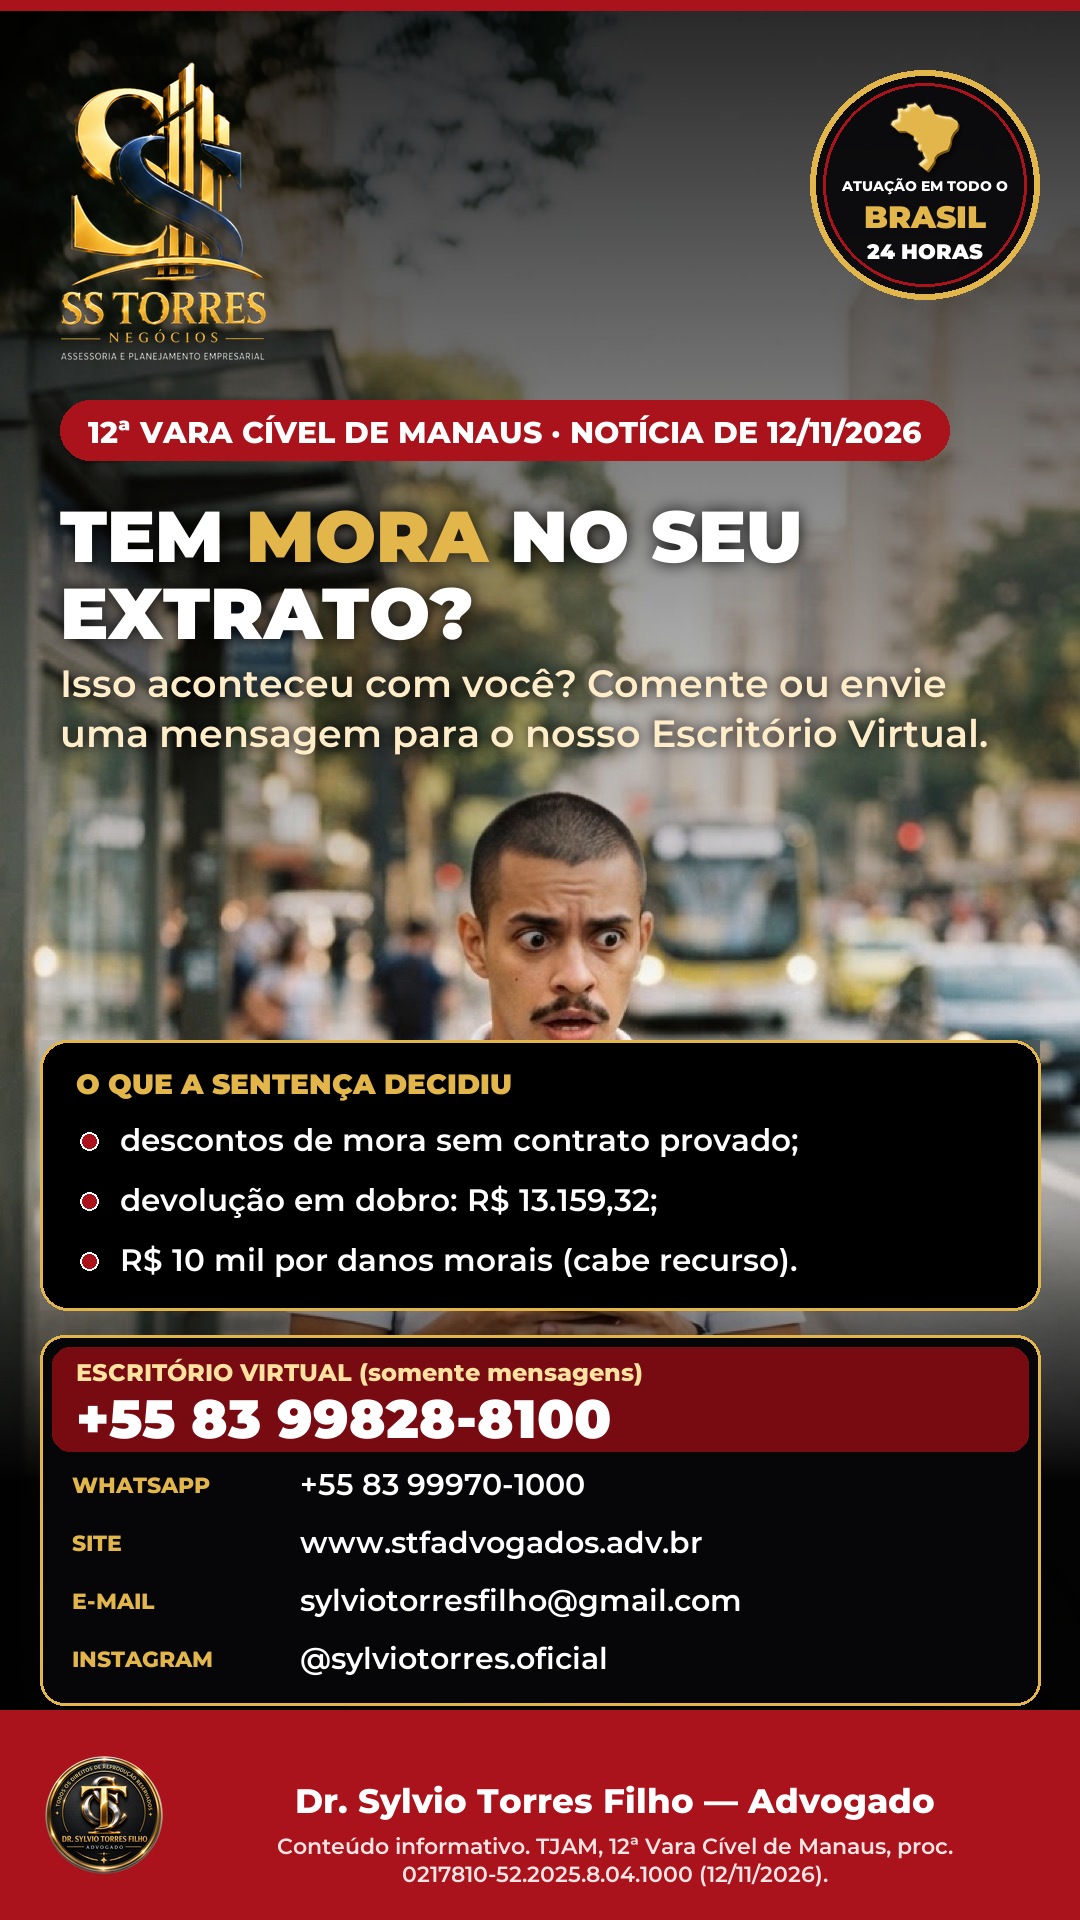 SS TORRES
NEGÓCIOS
ASSESSORIA E PLANEJAMENTO EMPRESARIAL
ATUAÇÃO EM TODO O
BRASIL
24 HORAS
12ª VARA CÍVEL DE MANAUS · NOTÍCIA DE 12/11/2026
TEM MORA NO SEU
EXTRATO?
Isso aconteceu com você? Comente ou envie
uma mensagem para o nosso Escritório Virtual.
O QUE A SENTENÇA DECIDIU
descontos de mora sem contrato provado;
devolução em dobro: R$ 13.159,32;
R$ 10 mil por danos morais (cabe recurso).
ESCRITÓRIO VIRTUAL (somente mensagens)
+55 83 99828-8100
WHATSAPP +55 83 99970-1000
SITE www.stfadvogados.adv.br
E-MAIL sylviotorresfilho@gmail.com
INSTAGRAM @sylviotorres.oficial
TODOS OS DIREITOS DE REPRODUÇÃO RESERVADOS
DR. SYLVIO TORRES FILHO
ADVOGADO
Dr. Sylvio Torres Filho — Advogado
Conteúdo informativo. TJAM, 12ª Vara Cível de Manaus, proc.
0217810-52.2025.8.04.1000 (12/11/2026).